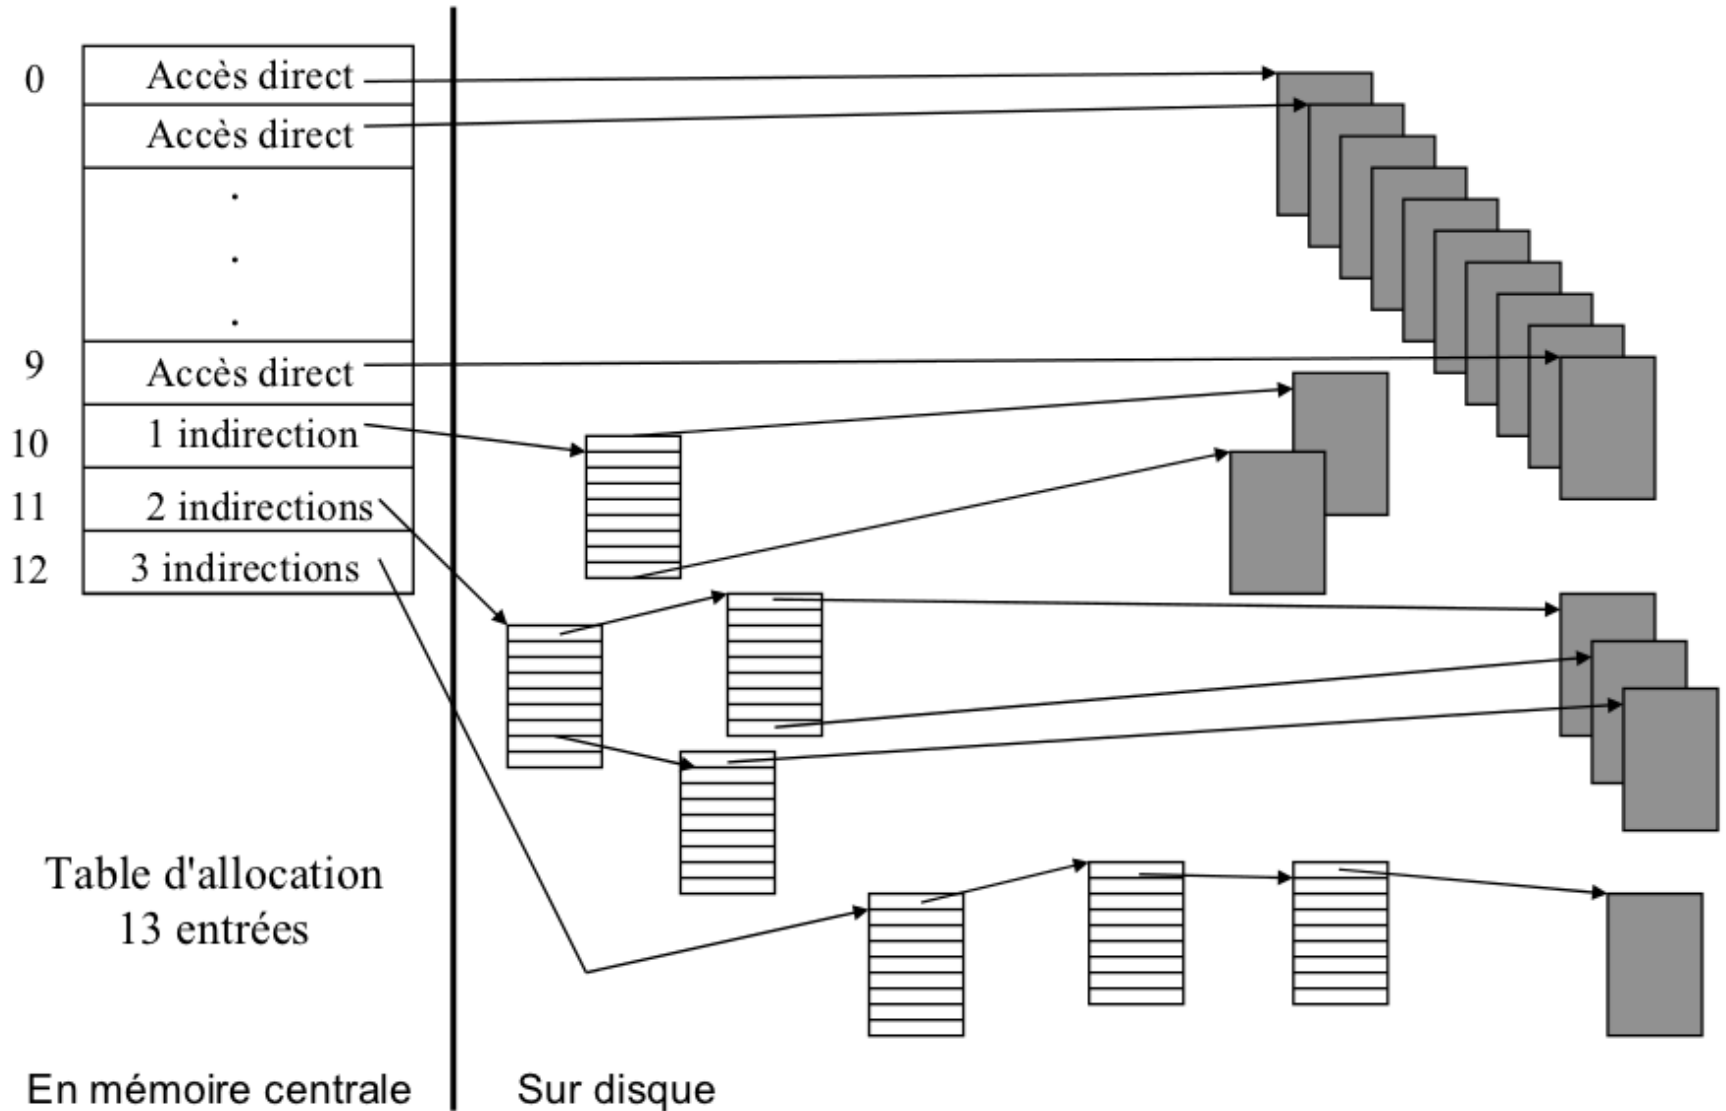 0
Accès direct
Accès direct
.
.
.
9
Accès direct
10
1 indirection
11
2 indirections
12
3 indirections
Table d'allocation
13 entrées
En mémoire centrale
Sur disque